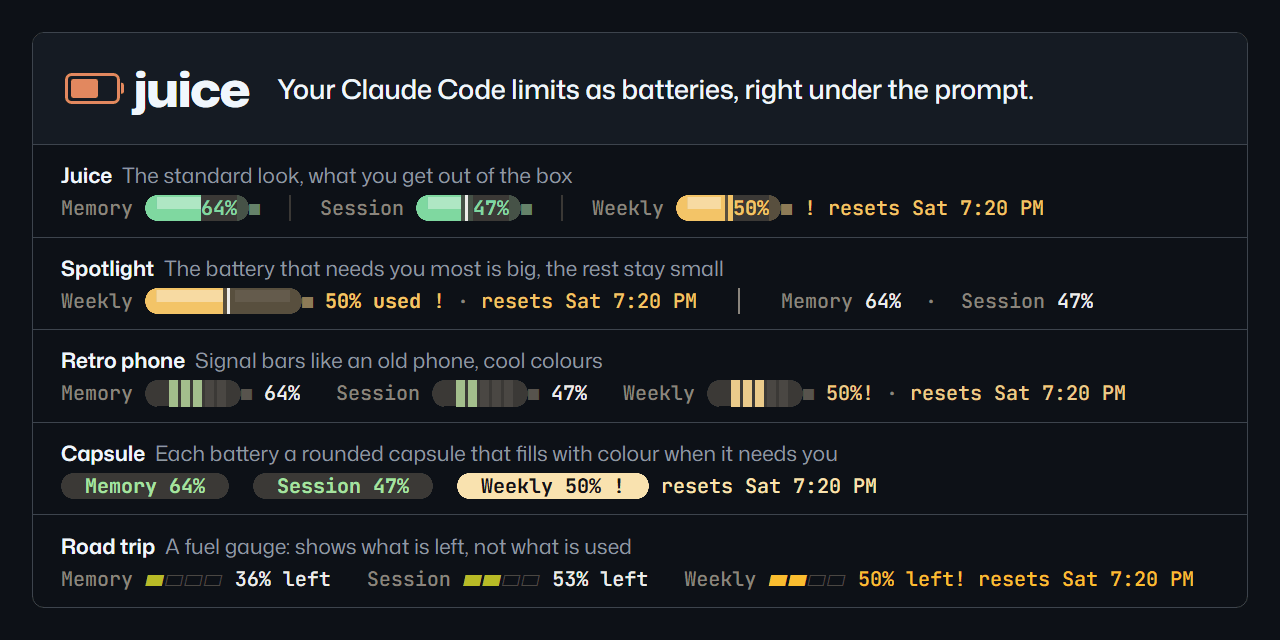 juice Your Claude Code limits as batteries, right under the prompt.
Juice The standard look, what you get out of the box
Memory 64% | Session 47% | Weekly 50% ! resets Sat 7:20 PM
Spotlight The battery that needs you most is big, the rest stay small
Weekly 50% used ! · resets Sat 7:20 PM | Memory 64% · Session 47%
Retro phone Signal bars like an old phone, cool colours
Memory 64% Session 47% Weekly 50%! · resets Sat 7:20 PM
Capsule Each battery a rounded capsule that fills with colour when it needs you
Memory 64% Session 47% Weekly 50% ! resets Sat 7:20 PM
Road trip A fuel gauge: shows what is left, not what is used
Memory 36% left Session 53% left Weekly 50% left! resets Sat 7:20 PM